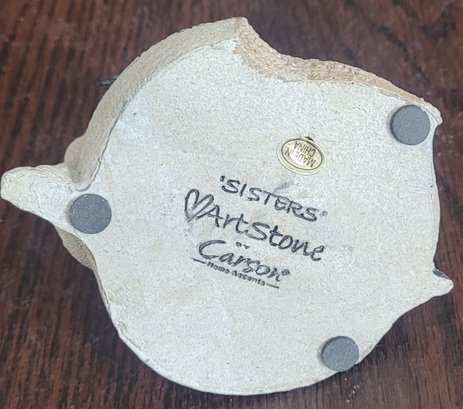 MADE IN
CHINA
'SISTERS'
♡ArtStone
BY
Carson®
Home Accents